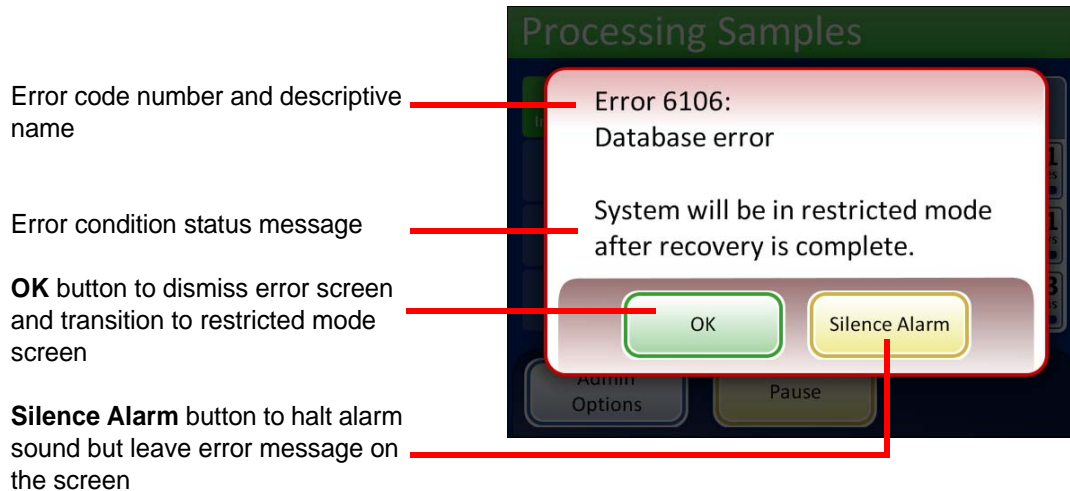 Processing Samples
Error code number and descriptive
name
Error 6106:
Database error
Error condition status message
System will be in restricted mode
after recovery is complete.
OK button to dismiss error screen
and transition to restricted mode
screen
OK
Silence Alarm
Admin
Options
Pause
Silence Alarm button to halt alarm
sound but leave error message on
the screen